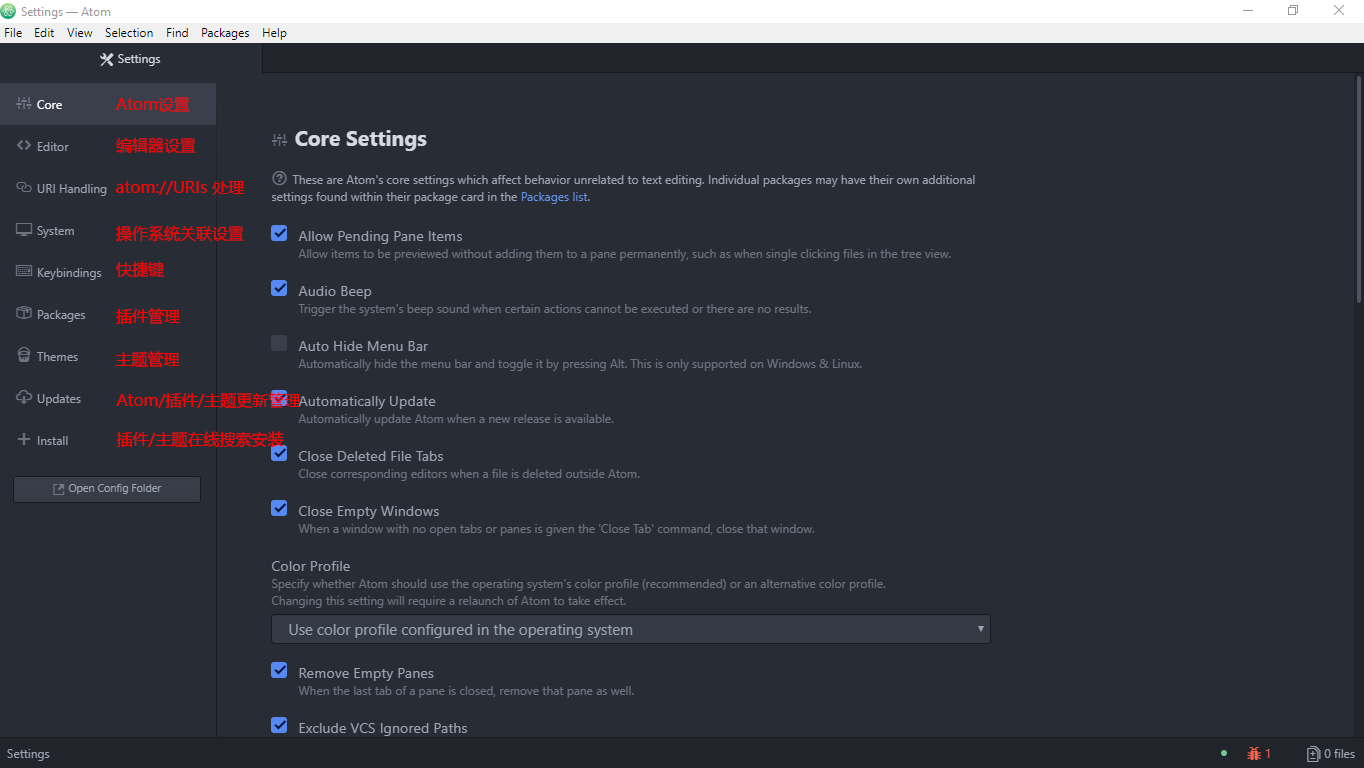 Settings — Atom
File Edit View Selection Find Packages Help
Settings
Core Atom设置
Editor 编辑器设置
URI Handling atom://URIs 处理
System 操作系统关联设置
Keybindings 快捷键
Packages 插件管理
Themes 主题管理
Updates Atom/插件/主题更新管理
Install 插件/主题在线搜索安装
Open Config Folder
Core Settings
These are Atom's core settings which affect behavior unrelated to text editing. Individual packages may have their own additional
settings found within their package card in the Packages list.
Allow Pending Pane Items
Allow items to be previewed without adding them to a pane permanently, such as when single clicking files in the tree view.
Audio Beep
Trigger the system's beep sound when certain actions cannot be executed or there are no results.
Auto Hide Menu Bar
Automatically hide the menu bar and toggle it by pressing Alt. This is only supported on Windows & Linux.
Automatically Update
Automatically update Atom when a new release is available.
Close Deleted File Tabs
Close corresponding editors when a file is deleted outside Atom.
Close Empty Windows
When a window with no open tabs or panes is given the 'Close Tab' command, close that window.
Color Profile
Specify whether Atom should use the operating system's color profile (recommended) or an alternative color profile.
Changing this setting will require a relaunch of Atom to take effect.
Use color profile configured in the operating system
Remove Empty Panes
When the last tab of a pane is closed, remove that pane as well.
Exclude VCS Ignored Paths
Settings 1 0 files